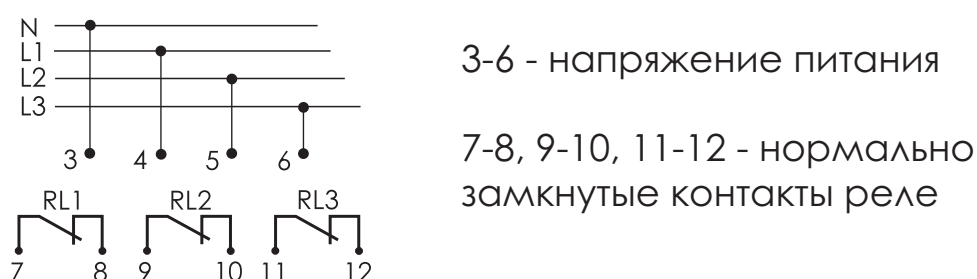 N
L1
L2
L3
3 4 5 6
RL1 RL2 RL3
7 8 9 10 11 12
3-6 - напряжение питания
7-8, 9-10, 11-12 - нормально
замкнутые контакты реле